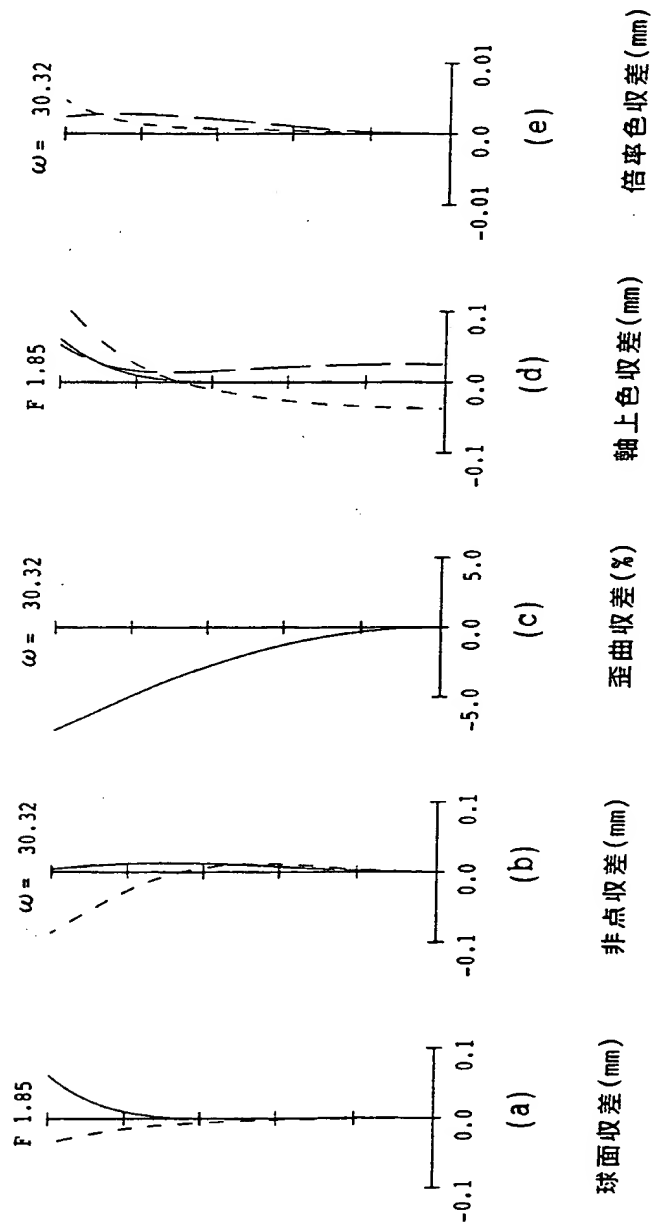 F 1.85
-0.1 0.0 0.1
(a)
球面収差(mm)
ω= 30.32
-0.1 0.0 0.1
(b)
非点収差(mm)
ω= 30.32
-5.0 0.0 5.0
(c)
歪曲収差(%)
F 1.85
-0.1 0.0 0.1
(d)
軸上色収差(mm)
ω= 30.32
-0.01 0.0 0.01
(e)
倍率色収差(mm)